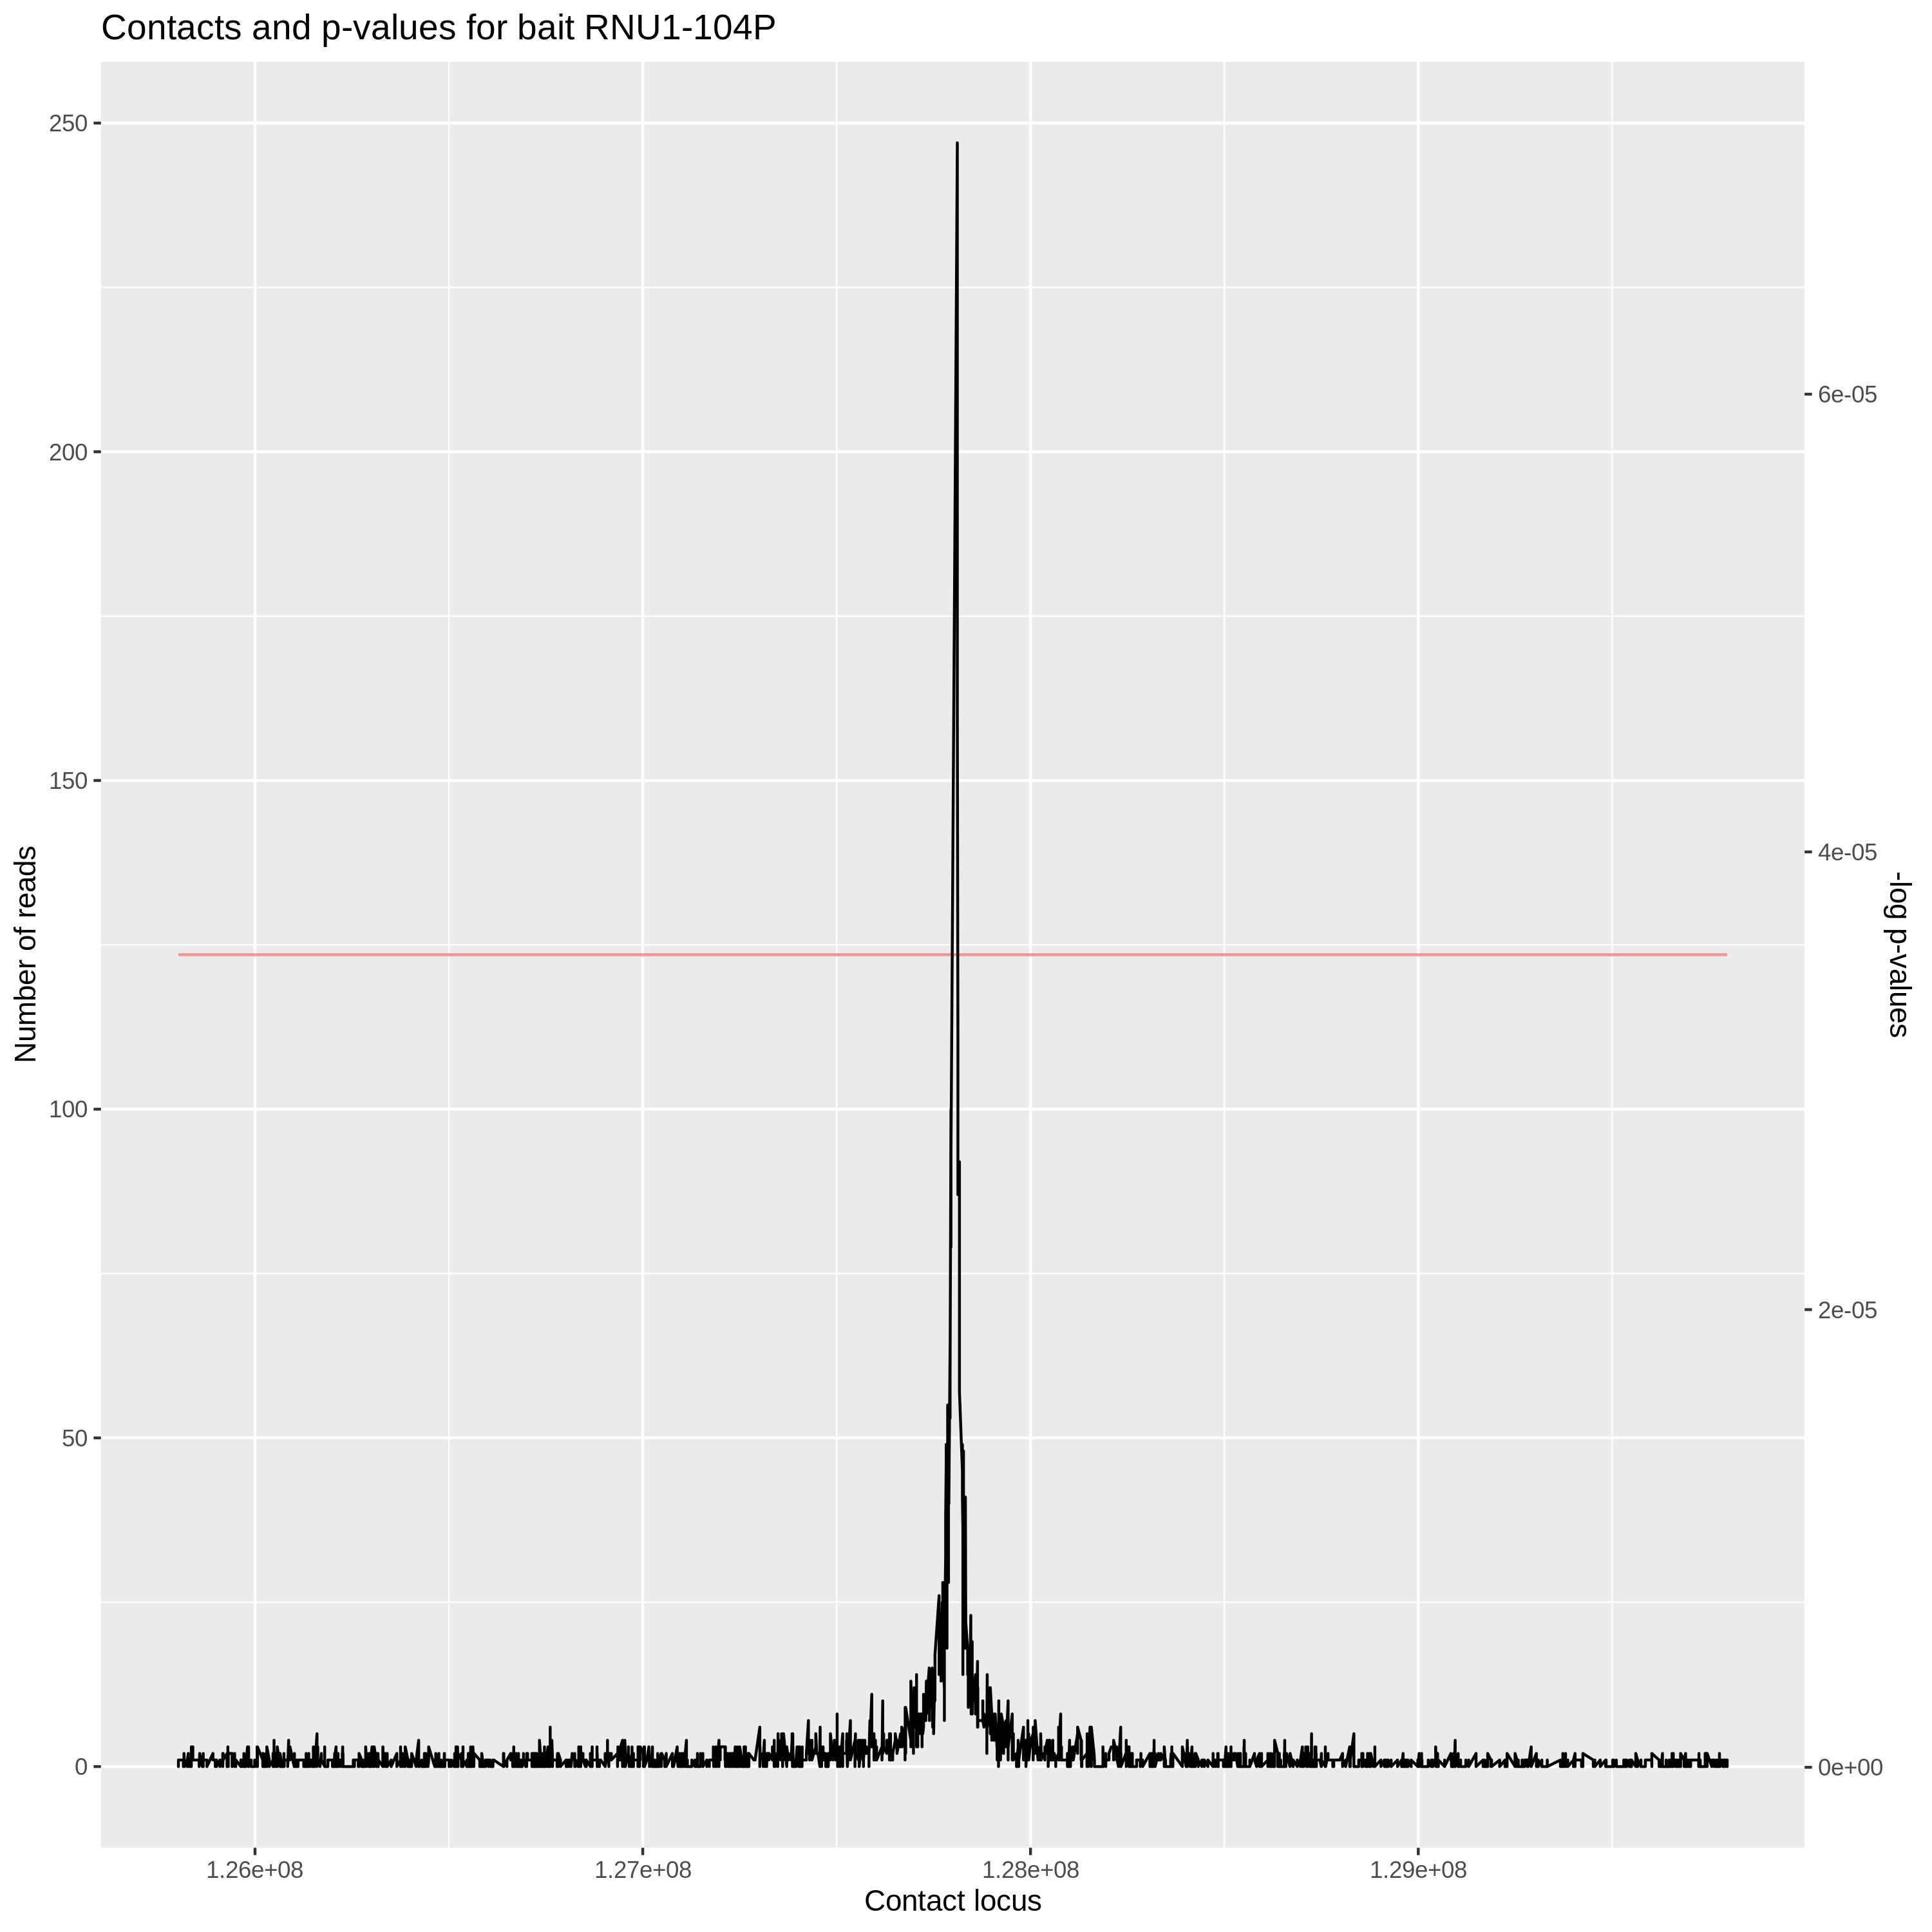 Contacts and p-values for bait RNU1-104P
250
200
150
100
50
0
Number of reads
6e-05
4e-05
2e-05
0e+00
-log p-values
1.26e+08
1.27e+08
1.28e+08
1.29e+08
Contact locus